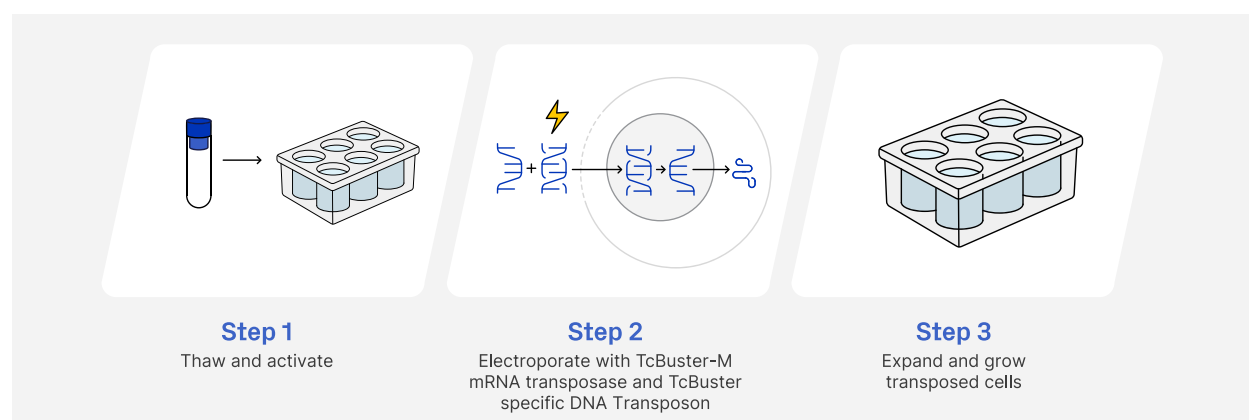 Step 1
Thaw and activate
Step 2
Electroporate with TcBuster-M
mRNA transposase and TcBuster
specific DNA Transposon
Step 3
Expand and grow
transposed cells